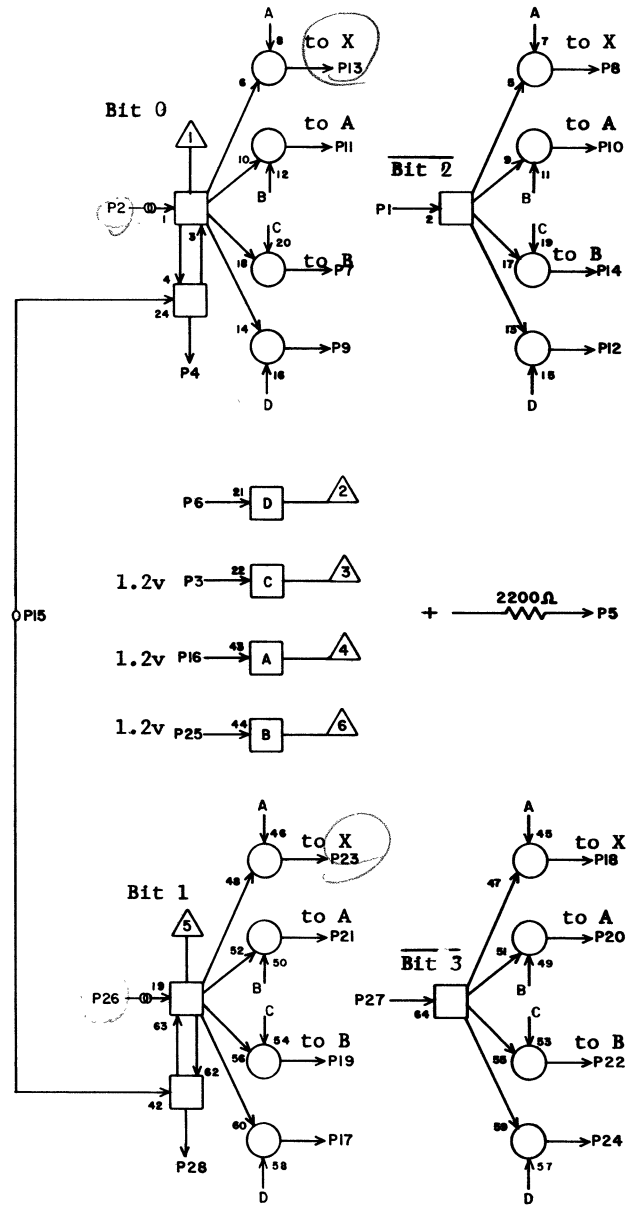 A
8
to X
P13
6
Bit 0
1
to A
P11
10
12
B
P2
1
3
C
20
18
to B
P7
4
24
14
P9
16
P4
D
A
7
to X
P8
5
to A
P10
9
11
Bit 2
B
P1
2
C
19
17
to B
P14
13
P12
15
D
P6
21
D
2
1.2v P3
22
C
3
P15
+
2200Ω
P5
1.2v P16
43
A
4
1.2v P25
44
B
6
A
46
to X
P23
48
Bit 1
5
to A
P21
52
50
B
P26
19
63
C
54
to B
56
P19
62
42
60
P17
58
P28
D
A
45
to X
P18
47
to A
P20
51
49
Bit 3
B
P27
64
C
53
to B
55
P22
59
P24
57
D